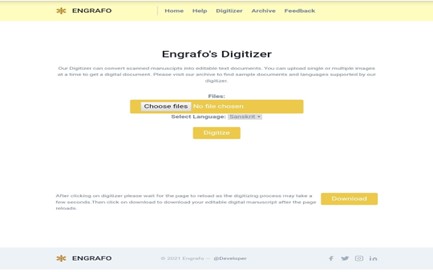 ENGRAFO
Home Help Digitizer Archive Feedback
Engrafo's Digitizer
Our Digitizer can convert scanned manuscripts into editable text documents. You can upload single or multiple images
at a time to get a digital document. Please visit our archive to find sample documents and languages supported by our
digitizer.
Files:
Choose files No file chosen
Select Language: Sanskrit
Digitize
After clicking on digitizer please wait for the page to reload as the digitizing process may take a
few seconds. Then click on download to download your editable digital manuscript after the page
reloads.
Download
ENGRAFO
© 2021 Engrafo — @Developer